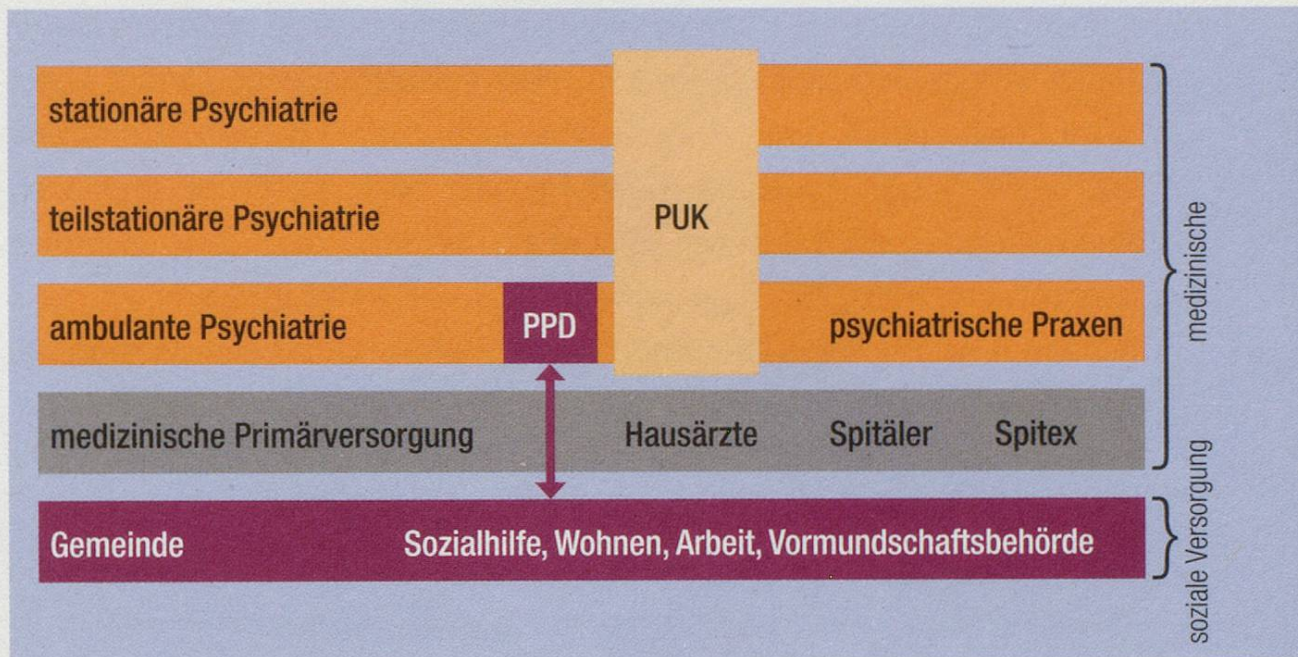 stationäre Psychiatrie
teilstationäre Psychiatrie
PUK
ambulante Psychiatrie
PPD
psychiatrische Praxen
medizinische Primärversorgung
Hausärzte
Spitäler
Spitex
Gemeinde
Sozialhilfe, Wohnen, Arbeit, Vormundschaftsbehörde
medizinische
soziale Versorgung